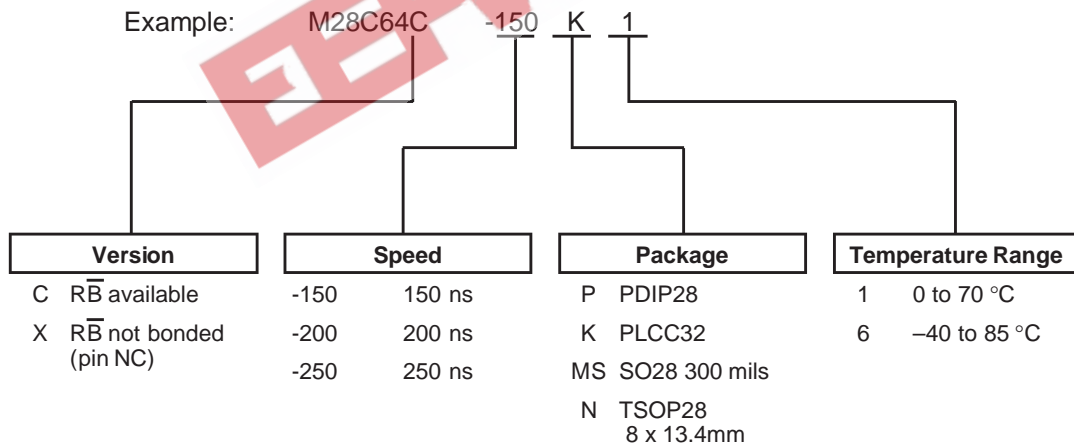 Example: M28C64C -150 K 1
Version Speed Package Temperature Range
C RB̅ available -150 150 ns P PDIP28 1 0 to 70 °C
X RB̅ not bonded -200 200 ns K PLCC32 6 –40 to 85 °C
(pin NC) -250 250 ns MS SO28 300 mils
N TSOP28
8 x 13.4mm